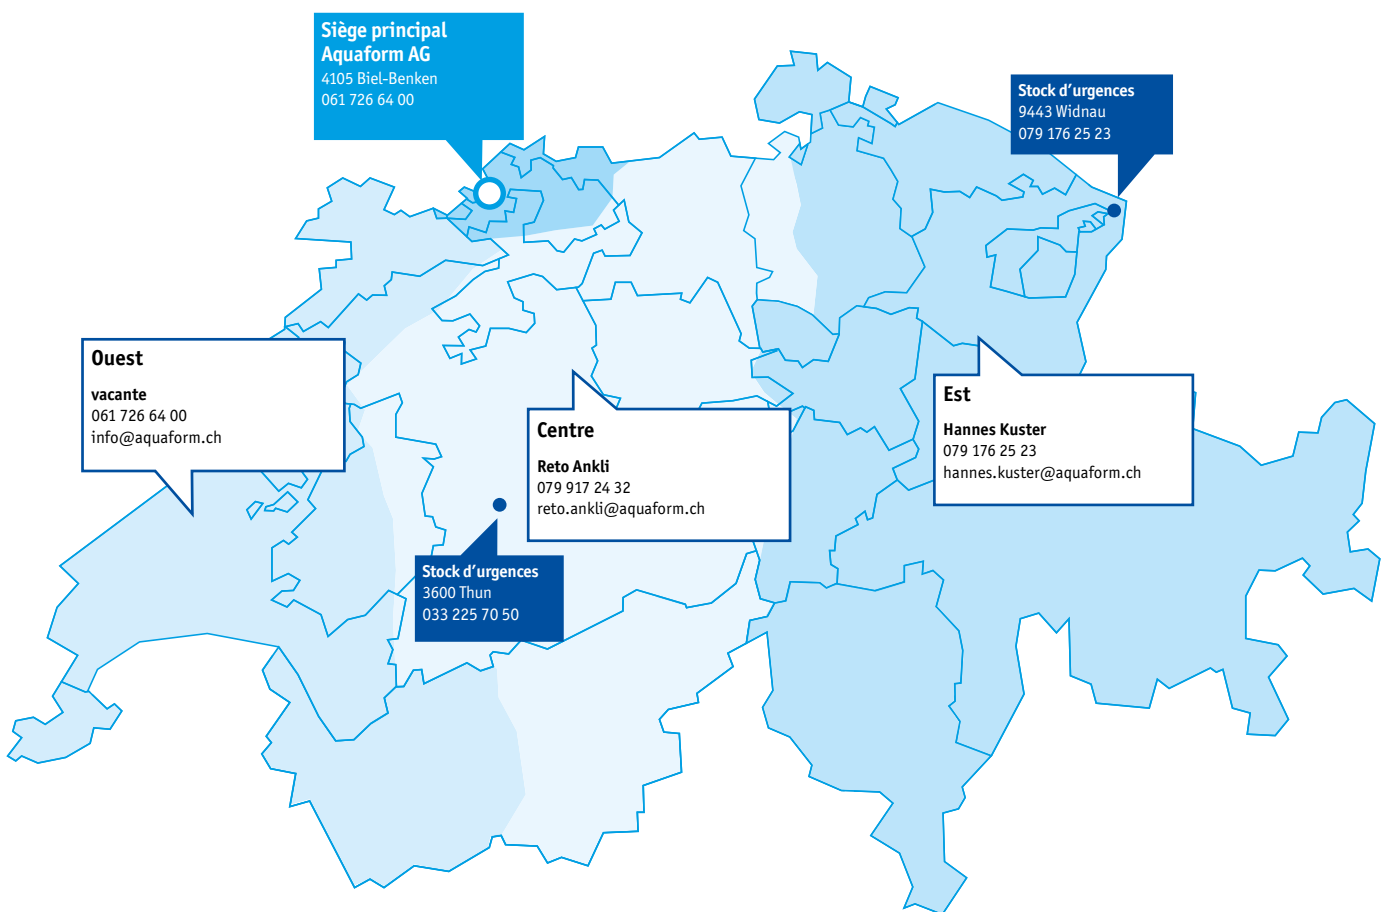 Siège principal
Aquaform AG
4105 Biel-Benken
061 726 64 00
Stock d'urgences
9443 Widnau
079 176 25 23
Ouest
vacante
061 726 64 00
info@aquaform.ch
Centre
Reto Ankli
079 917 24 32
reto.ankli@aquaform.ch
Est
Hannes Kuster
079 176 25 23
hannes.kuster@aquaform.ch
Stock d'urgences
3600 Thun
033 225 70 50